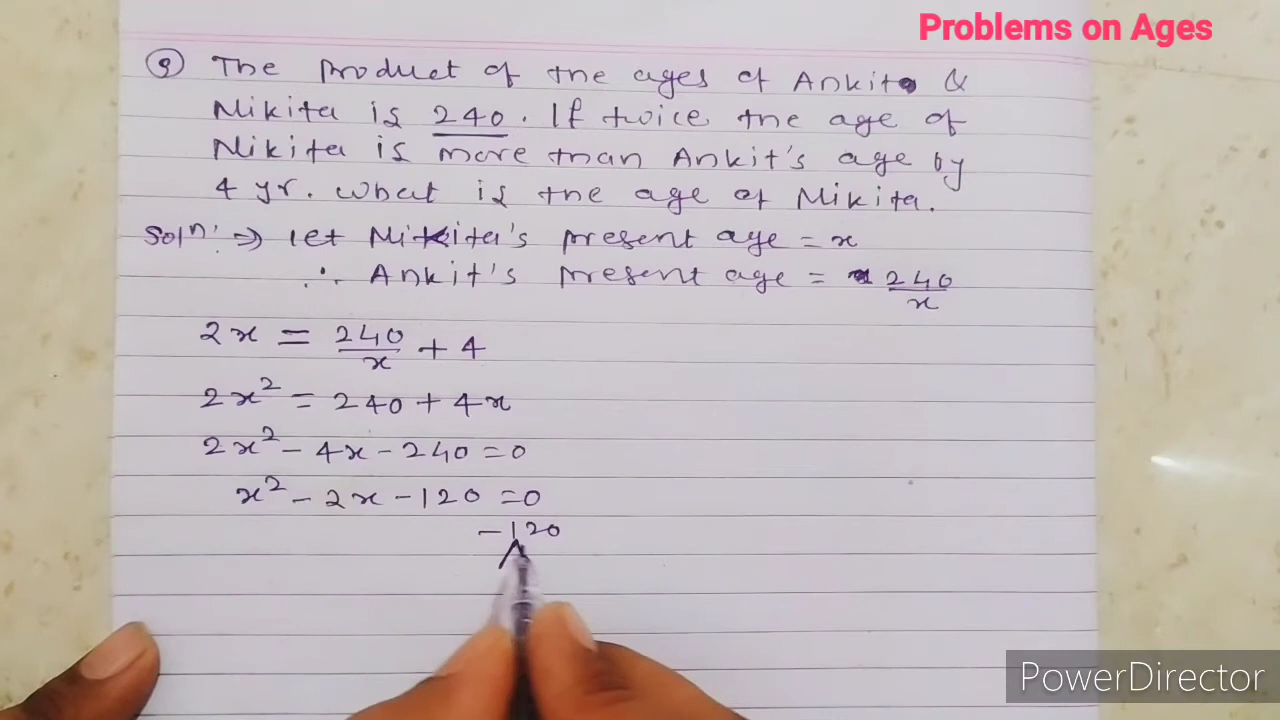 Problems on Ages
9) The product of the ages of Ankit &
Nikita is 240. If twice the age of
Nikita is more than Ankit's age by
4 yr. what is the age of Nikita.
Solⁿ: ⇒ let Nikita's present age = x
∴ Ankit's present age = 240/x
2x = 240/x + 4
2x² = 240 + 4x
2x² - 4x - 240 = 0
x² - 2x - 120 = 0
-120
PowerDirector